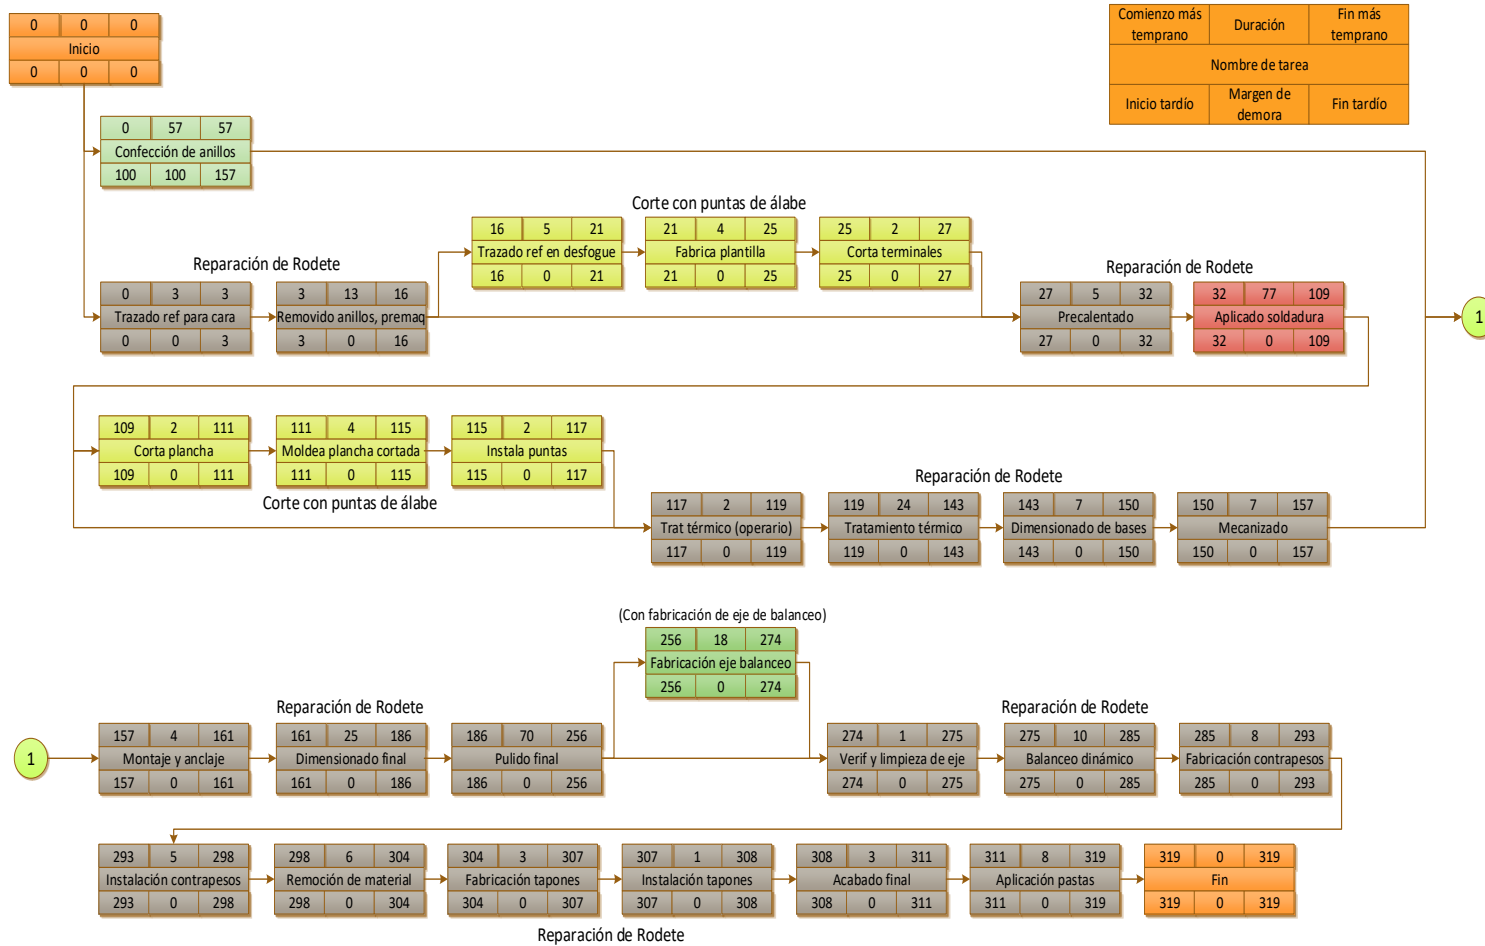 0 0 0
Inicio
0 0 0
Comienzo más temprano Duración Fin más temprano
Nombre de tarea
Inicio tardío Margen de demora Fin tardío
0 57 57
Confección de anillos
100 100 157
Corte con puntas de álabe
16 5 21
Trazado ref en desfogue
16 0 21
21 4 25
Fabrica plantilla
21 0 25
25 2 27
Corta terminales
25 0 27
Reparación de Rodete
0 3 3
Trazado ref para cara
0 0 3
3 13 16
Removido anillos, premaq
3 0 16
Reparación de Rodete
27 5 32
Precalentado
27 0 32
32 77 109
Aplicado soldadura
32 0 109
1
109 2 111
Corta plancha
109 0 111
111 4 115
Moldea plancha cortada
111 0 115
115 2 117
Instala puntas
115 0 117
Corte con puntas de álabe
Reparación de Rodete
117 2 119
Trat térmico (operario)
117 0 119
119 24 143
Tratamiento térmico
119 0 143
143 7 150
Dimensionado de bases
143 0 150
150 7 157
Mecanizado
150 0 157
(Con fabricación de eje de balanceo)
256 18 274
Fabricación eje balanceo
256 0 274
1
Reparación de Rodete
157 4 161
Montaje y anclaje
157 0 161
161 25 186
Dimensionado final
161 0 186
186 70 256
Pulido final
186 0 256
Reparación de Rodete
274 1 275
Verif y limpieza de eje
274 0 275
275 10 285
Balanceo dinámico
275 0 285
285 8 293
Fabricación contrapesos
285 0 293
293 5 298
Instalación contrapesos
293 0 298
298 6 304
Remoción de material
298 0 304
304 3 307
Fabricación tapones
304 0 307
307 1 308
Instalación tapones
307 0 308
308 3 311
Acabado final
308 0 311
311 8 319
Aplicación pastas
311 0 319
319 0 319
Fin
319 0 319
Reparación de Rodete